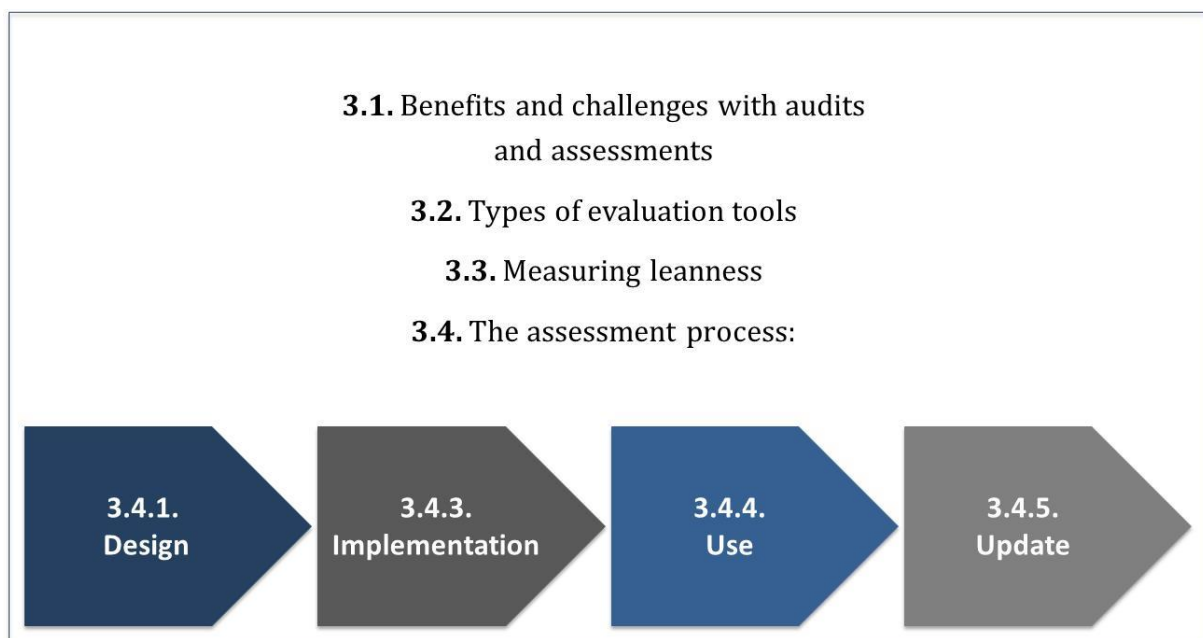 3.1. Benefits and challenges with audits
and assessments
3.2. Types of evaluation tools
3.3. Measuring leanness
3.4. The assessment process:
3.4.1.
Design
3.4.3.
Implementation
3.4.4.
Use
3.4.5.
Update